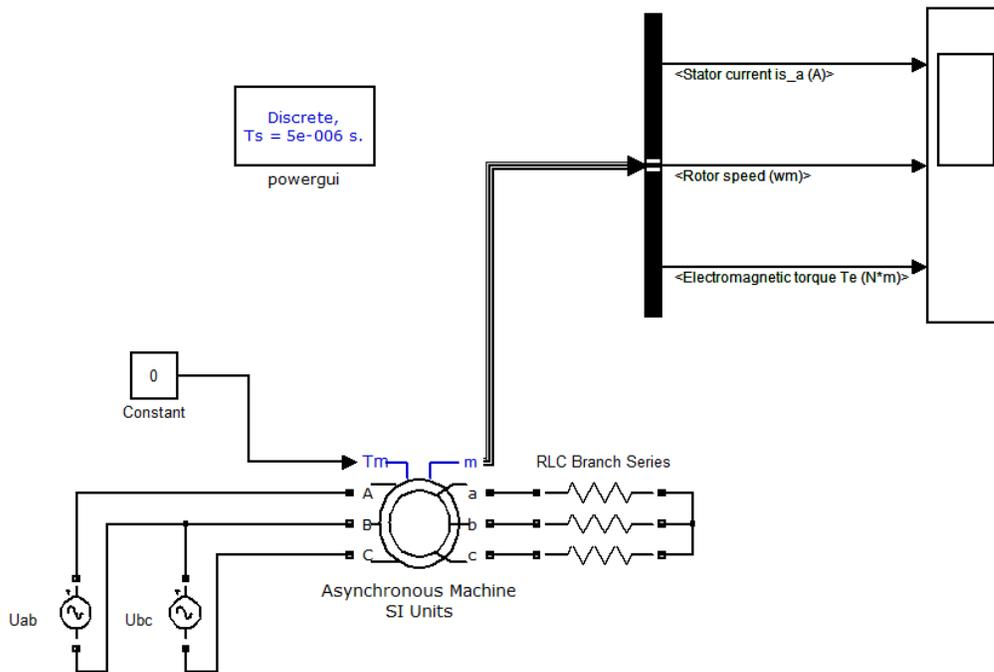 <Stator current is_a (A)>
Discrete,
Ts = 5e-006 s.
powergui
<Rotor speed (wm)>
<Electromagnetic torque Te (N*m)>
0
Constant
Tm
m
RLC Branch Series
A
a
B
b
C
c
Asynchronous Machine
SI Units
Uab
Ubc